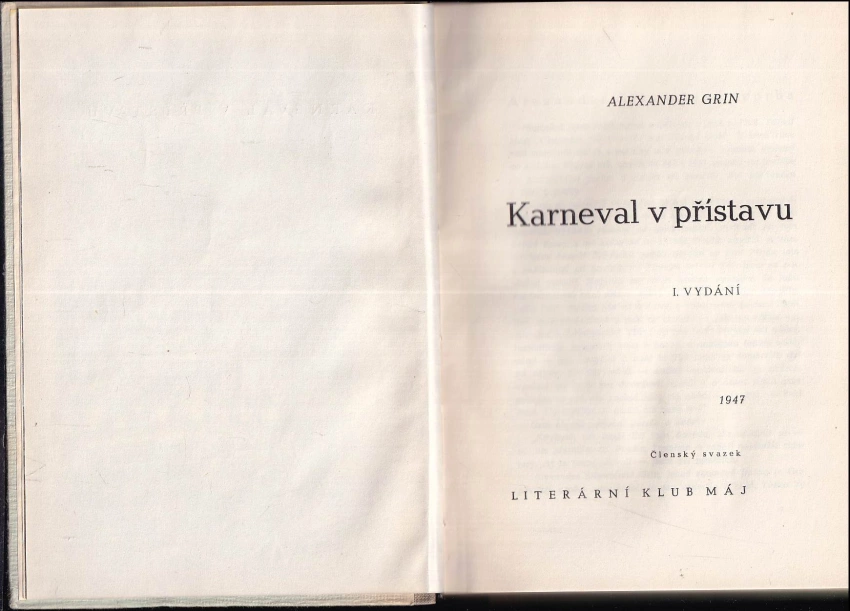 ALEXANDER GRIN
Karneval v přístavu
I. VYDÁNÍ
1947
Členský svazek
LITERÁRNÍ KLUB MÁJ